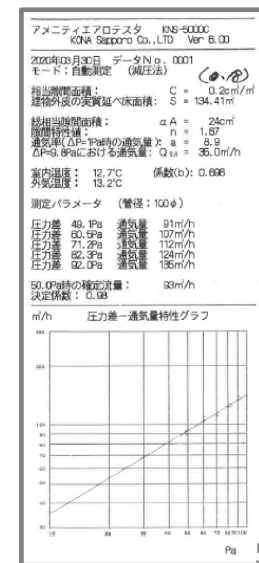 アメニティエアロテスタ KNS-5000C
KONA Sapporo Co.,LTD Ver 6.00
2020年03月30日 データNo. 0001
モード：自動測定 （減圧法）
相当隙間面積： C = 0.2c㎡/㎡
建物外皮の実質延べ床面積： S = 134.41㎡
総相当隙間面積： αA = 24c㎡
隙間特性値： n = 1.67
通気率(ΔP=1Pa時の通気量)： a = 8.9
ΔP=9.8Paにおける通気量： Q9.8 = 35.0㎥/h
室内温度： 12.7℃ 係数(b)： 0.698
外気温度： 13.2℃
測定パラメータ （管径：100φ）
圧力差 49.1Pa 通気量 91㎥/h
圧力差 60.5Pa 通気量 107㎥/h
圧力差 71.2Pa 通気量 112㎥/h
圧力差 82.3Pa 通気量 124㎥/h
圧力差 92.0Pa 通気量 135㎥/h
50.0Pa時の確定流量： 93㎥/h
決定係数： 0.98
㎥/h 圧力差－通気量特性グラフ
Pa